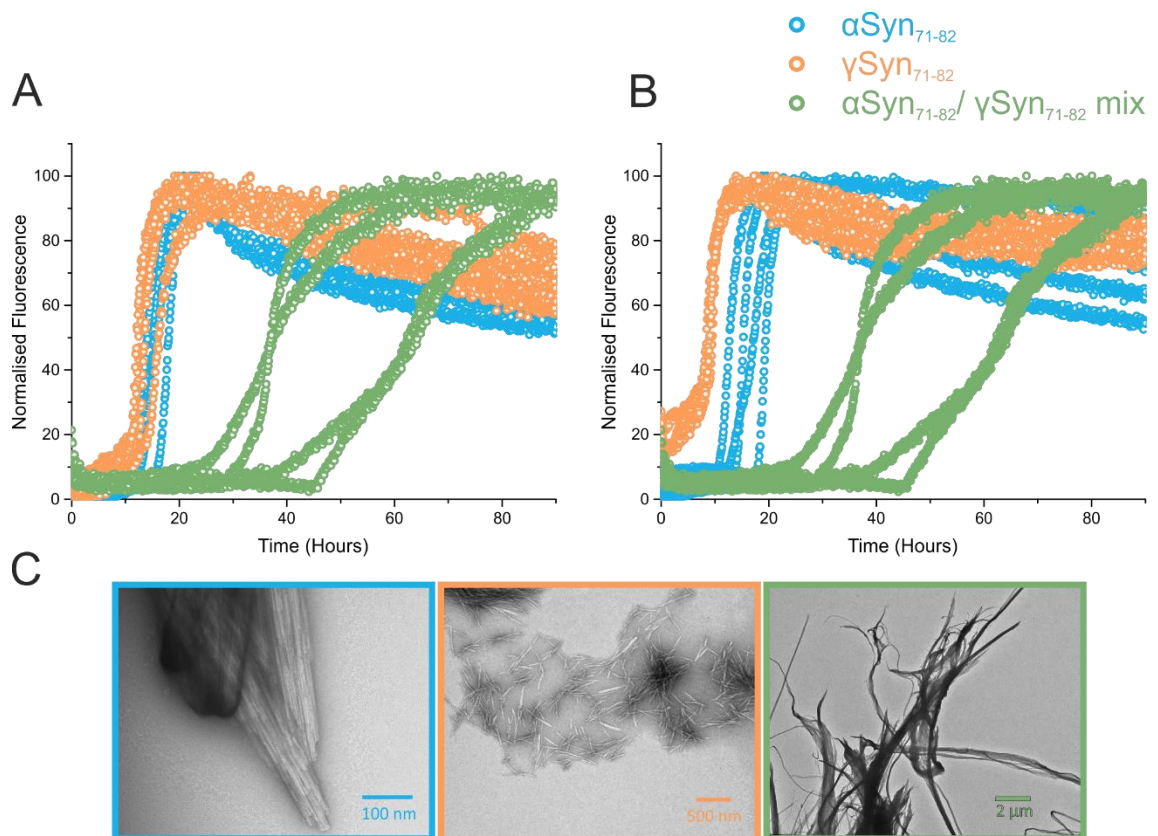 αSyn71-82
γSyn71-82
αSyn71-82/ γSyn71-82 mix
A
B
100
80
60
40
20
0
Normalised Fluorescence
0
20
40
60
80
Time (Hours)
100
80
60
40
20
0
Normalised Flourescence
0
20
40
60
80
Time (Hours)
C
100 nm
500 nm
2 μm